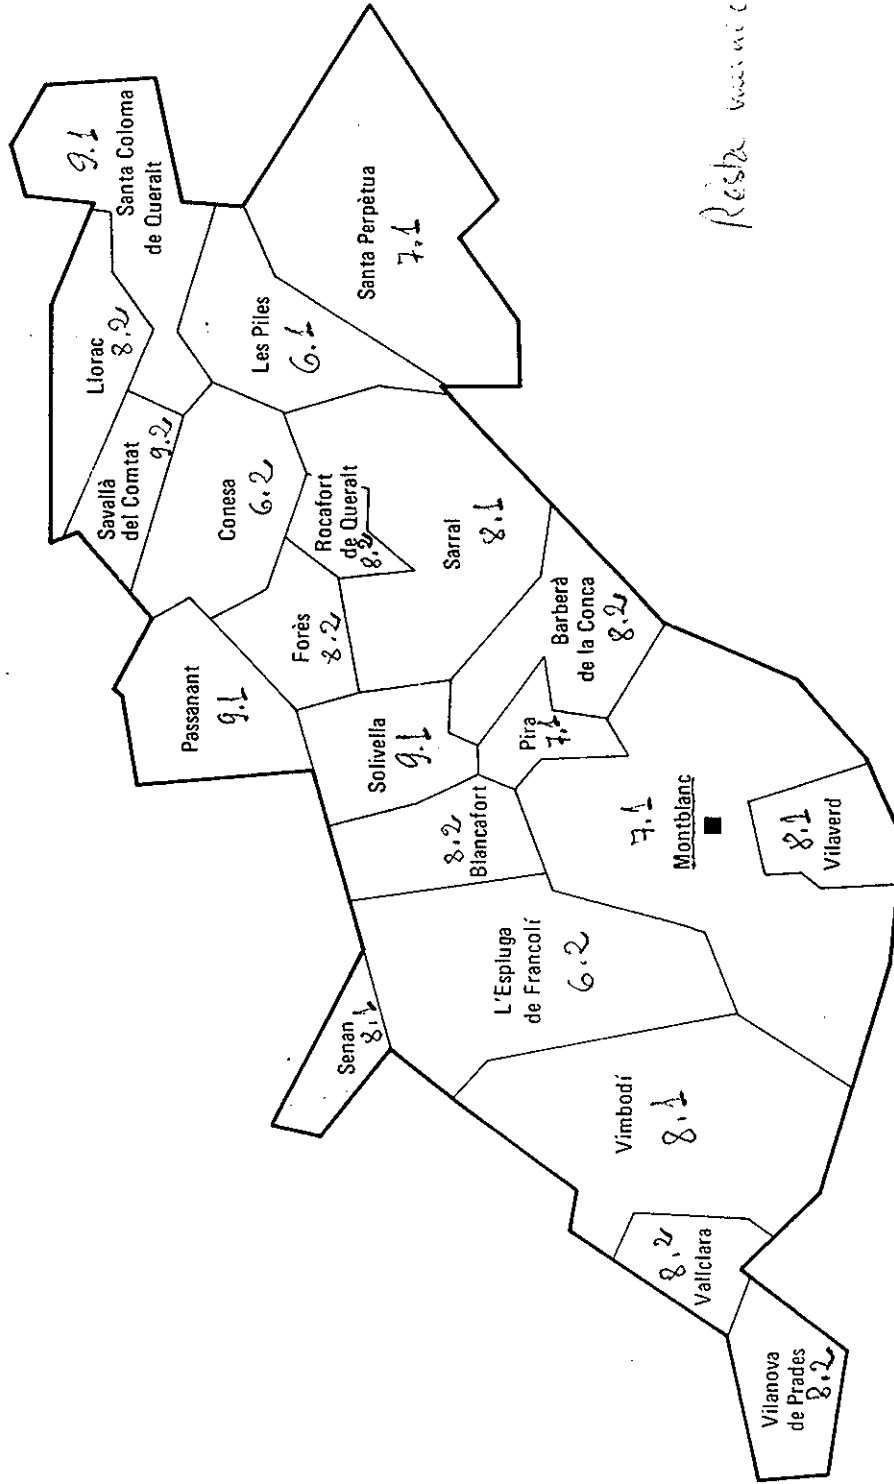 9.1
Santa Coloma
de Queralt
Llorac
8.2
Savallà
del Comtat
9.2
Santa Perpètua
7.1
Les Piles
6.1
Conesa
6.2
Rocafort
de Queralt
8.2
Sarral
8.1
Forès
8.2
Passanant
9.1
Barberà
de la Conca
8.2
Solivella
9.1
Pira
7.1
8.2
Blancafort
7.1
Montblanc
8.1
Vilaverd
L'Espluga
de Francolí
6.2
Senan
8.1
Vimbodí
8.1
8.2
Vallclara
Vilanova
de Prades
8.2